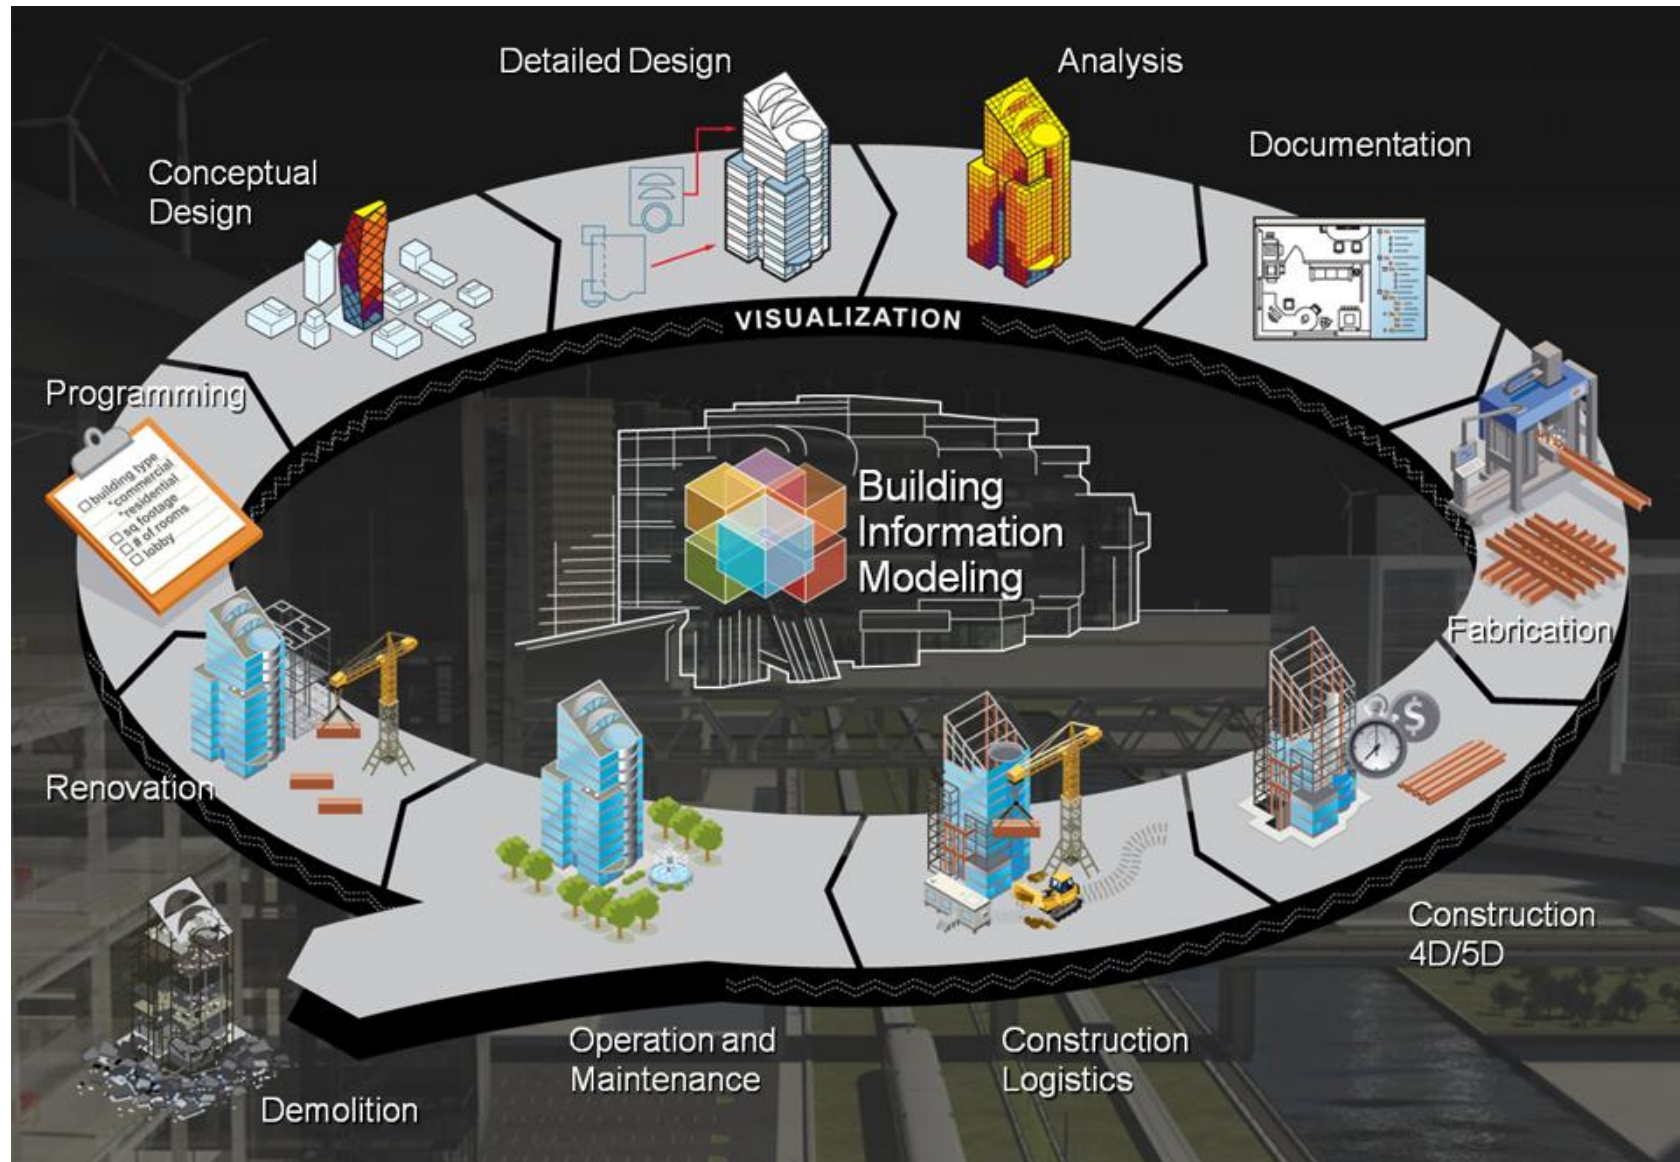 Detailed Design
Analysis
Documentation
Conceptual
Design
VISUALIZATION
Programming
building type
*commercial
*residential
sq footage
# of rooms
lobby
Building
Information
Modeling
$
Fabrication
Renovation
Construction
4D/5D
Operation and
Maintenance
Construction
Logistics
Demolition